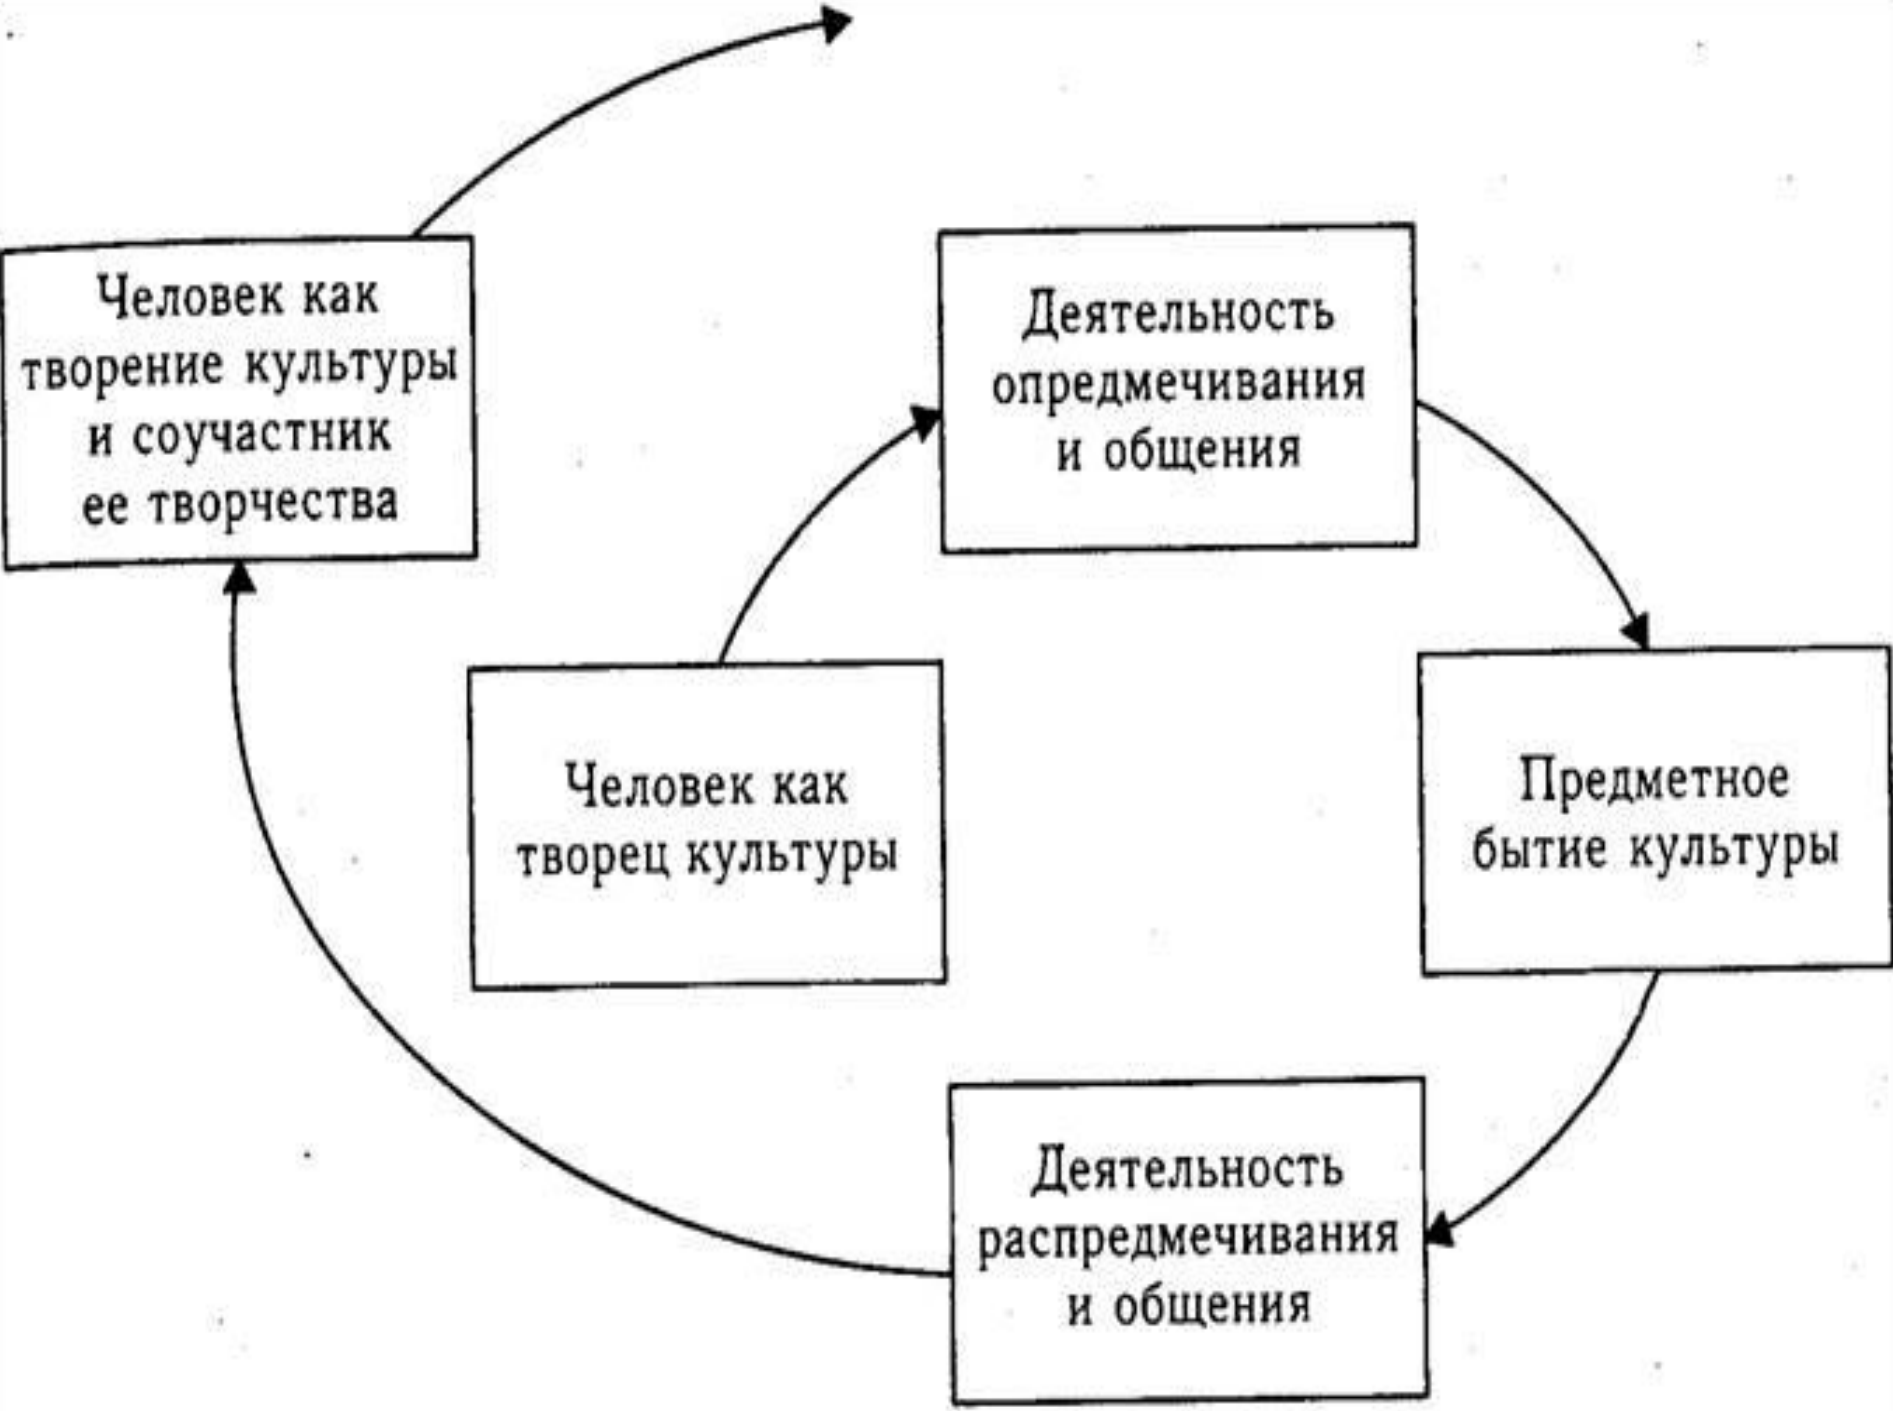 Человек как
творение культуры
и соучастник
ее творчества
Деятельность
опредмечивания
и общения
Человек как
творец культуры
Предметное
бытие культуры
Деятельность
распредмечивания
и общения